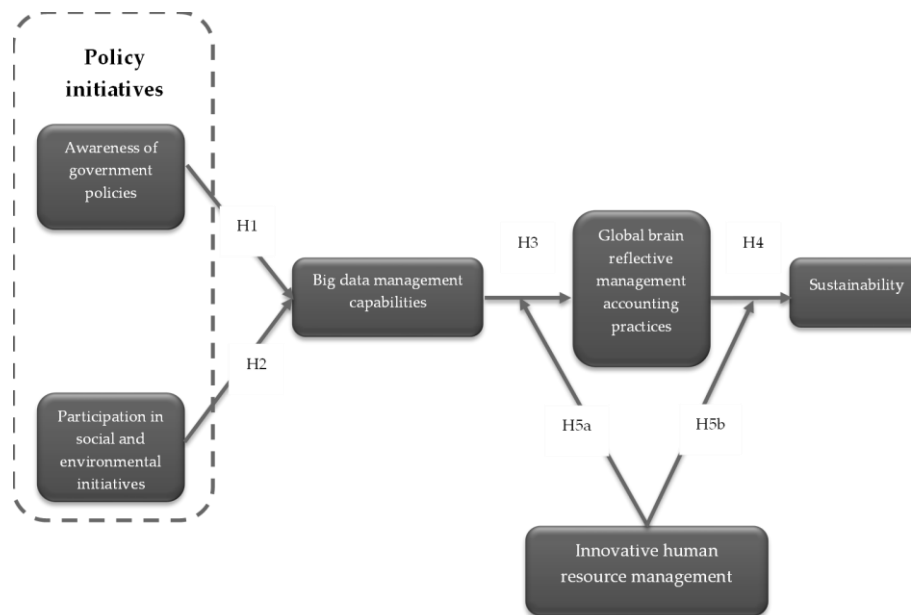 Policy
initiatives
Awareness of
government
policies
H1
Big data management
capabilities
H2
Participation in
social and
environmental
initiatives
H3
Global brain
reflective
management
accounting
practices
H4
Sustainability
H5a
H5b
Innovative human
resource management